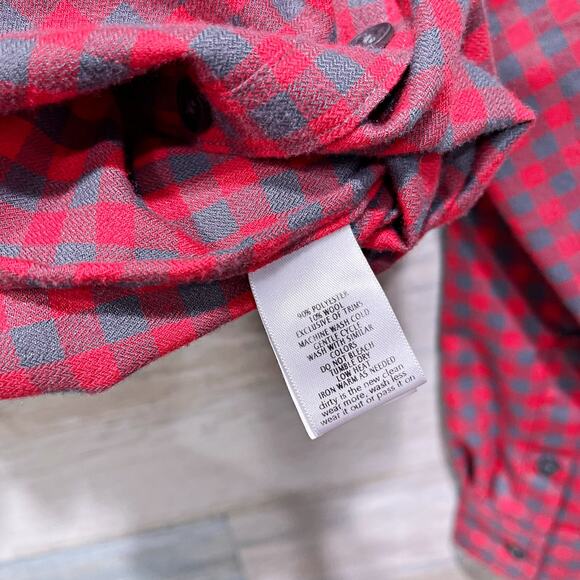 90% POLYESTER
10% WOOL
EXCLUSIVE OF TRIMS
MACHINE WASH COLD
GENTLE CYCLE
WASH WITH SIMILAR
COLORS
DO NOT BLEACH
TUMBLE DRY
LOW HEAT
IRON WARM AS NEEDED
dirty is the new clean
wear more, wash less
wear it out or pass it on